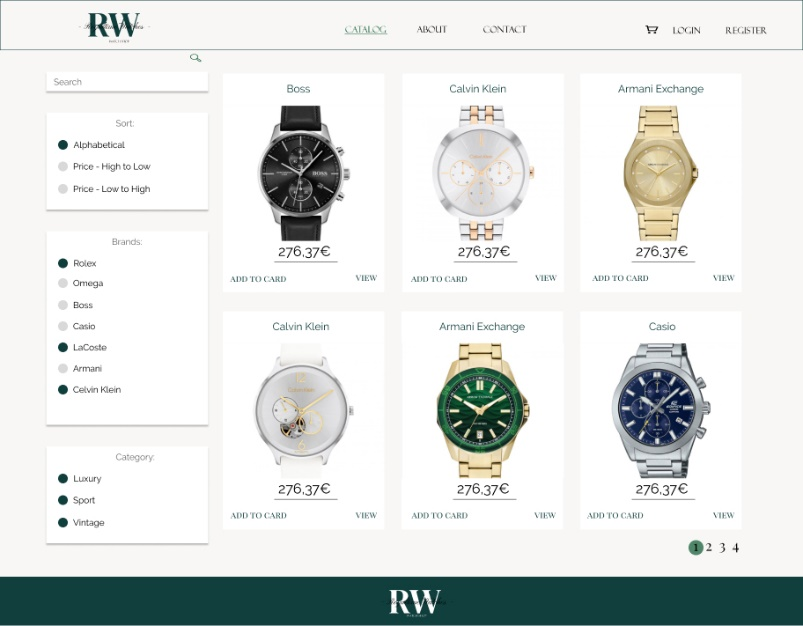 RW
CATALOG
ABOUT
CONTACT
LOGIN
REGISTER
Search
Sort:
Alphabetical
Price - High to Low
Price - Low to High
Brands:
Rolex
Omega
Boss
Casio
LaCoste
Armani
Celvin Klein
Category:
Luxury
Sport
Vintage
Boss
BOSS
276,37€
ADD TO CARD
VIEW
Calvin Klein
276,37€
ADD TO CARD
VIEW
Armani Exchange
276,37€
ADD TO CARD
VIEW
Calvin Klein
276,37€
ADD TO CARD
VIEW
Armani Exchange
276,37€
ADD TO CARD
VIEW
Casio
276,37€
ADD TO CARD
VIEW
1 2 3 4
RW